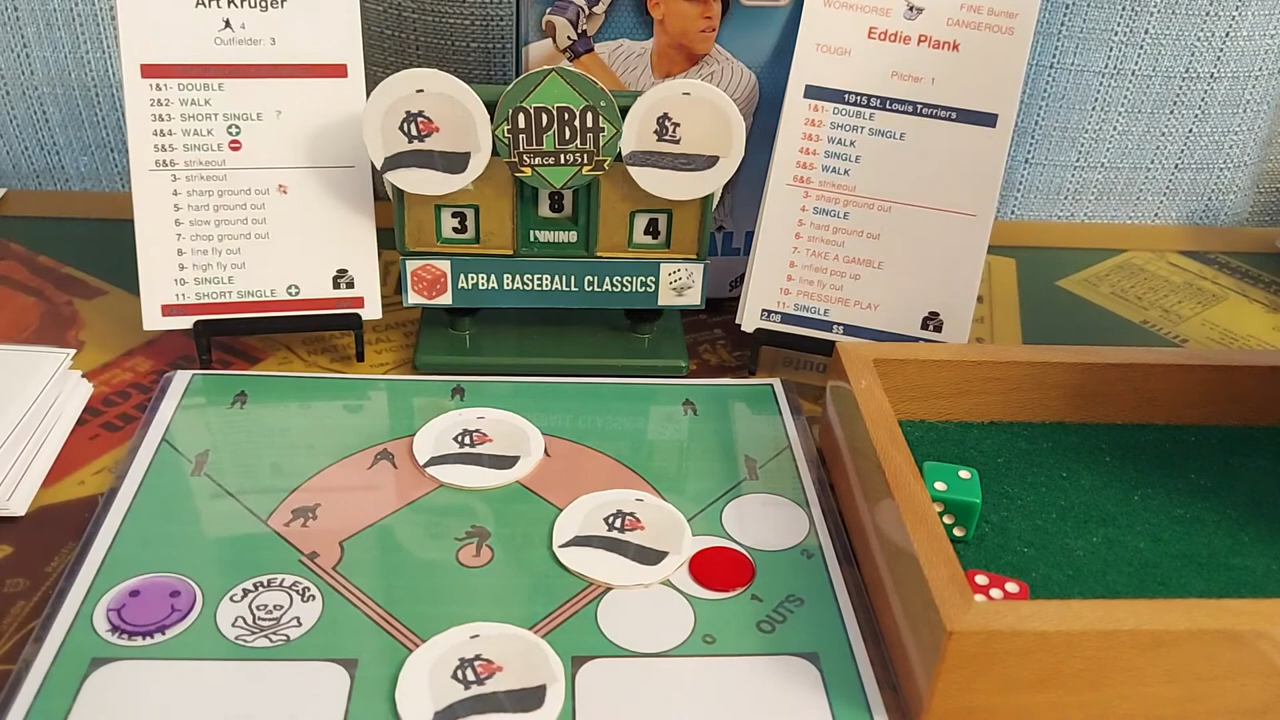 Art Kruger
4
Outfielder: 3
1&1- DOUBLE
2&2- WALK
3&3- SHORT SINGLE ?
4&4- WALK
5&5- SINGLE
6&6- strikeout
3- strikeout
4- sharp ground out
5- hard ground out
6- slow ground out
7- chop ground out
8- line fly out
9- high fly out
10- SINGLE
11- SHORT SINGLE
APBA
Since 1951
STL
3
8
4
INNING
APBA BASEBALL CLASSICS
WORKHORSE
FINE Bunter
DANGEROUS
Eddie Plank
TOUGH
Pitcher: 1
1915 St. Louis Terriers
1&1- DOUBLE
2&2- SHORT SINGLE
3&3- WALK
4&4- SINGLE
5&5- WALK
6&6- strikeout
3- sharp ground out
4- SINGLE
5- hard ground out
6- strikeout
7- TAKE A GAMBLE
8- infield pop up
9- line fly out
10- PRESSURE PLAY
11- SINGLE
2.08
$$
ALERT
CARELESS
2
1
0
OUTS